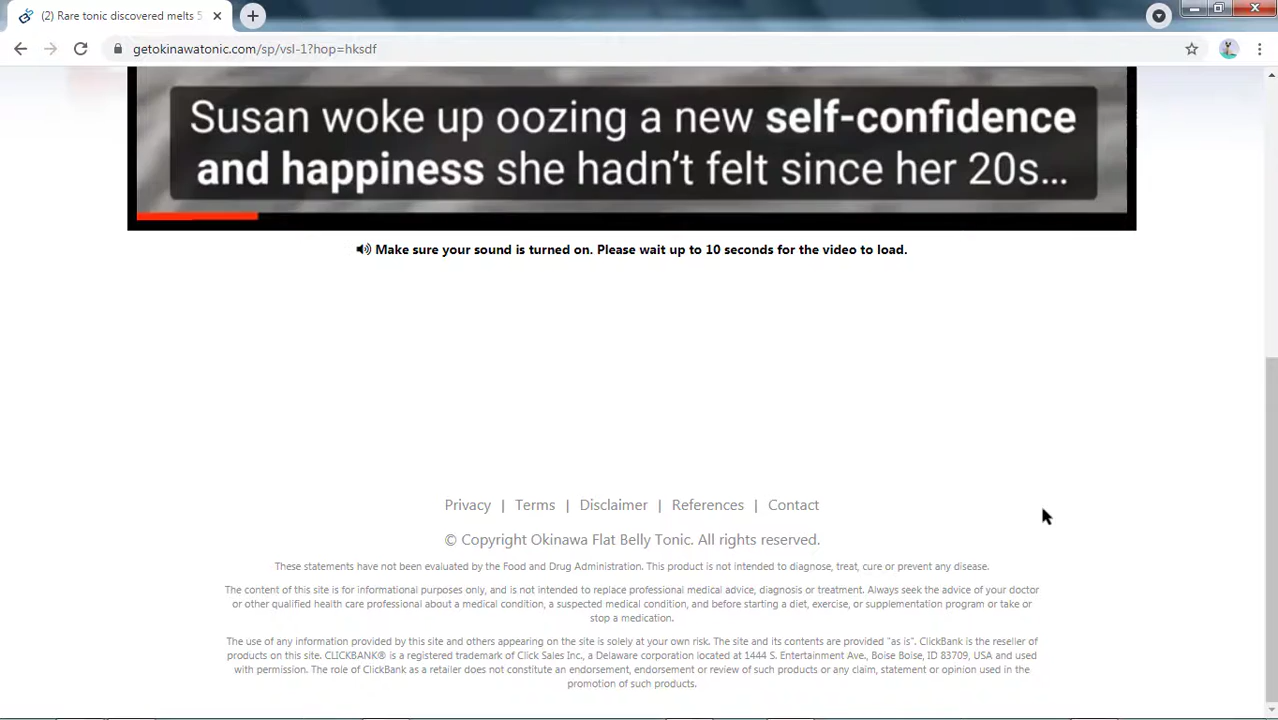 (2) Rare tonic discovered melts 5
getokinawatonic.com/sp/vsl-1?hop=hksdf
Susan woke up oozing a new self-confidence
and happiness she hadn't felt since her 20s...
Make sure your sound is turned on. Please wait up to 10 seconds for the video to load.
Privacy | Terms | Disclaimer | References | Contact
© Copyright Okinawa Flat Belly Tonic. All rights reserved.
These statements have not been evaluated by the Food and Drug Administration. This product is not intended to diagnose, treat, cure or prevent any disease.
The content of this site is for informational purposes only, and is not intended to replace professional medical advice, diagnosis or treatment. Always seek the advice of your doctor
or other qualified health care professional about a medical condition, a suspected medical condition, and before starting a diet, exercise, or supplementation program or take or
stop a medication.
The use of any information provided by this site and others appearing on the site is solely at your own risk. The site and its contents are provided "as is". ClickBank is the reseller of
products on this site. CLICKBANK® is a registered trademark of Click Sales Inc., a Delaware corporation located at 1444 S. Entertainment Ave., Boise Boise, ID 83709, USA and used
with permission. The role of ClickBank as a retailer does not constitute an endorsement, endorsement or review of such products or any claim, statement or opinion used in the
promotion of such products.